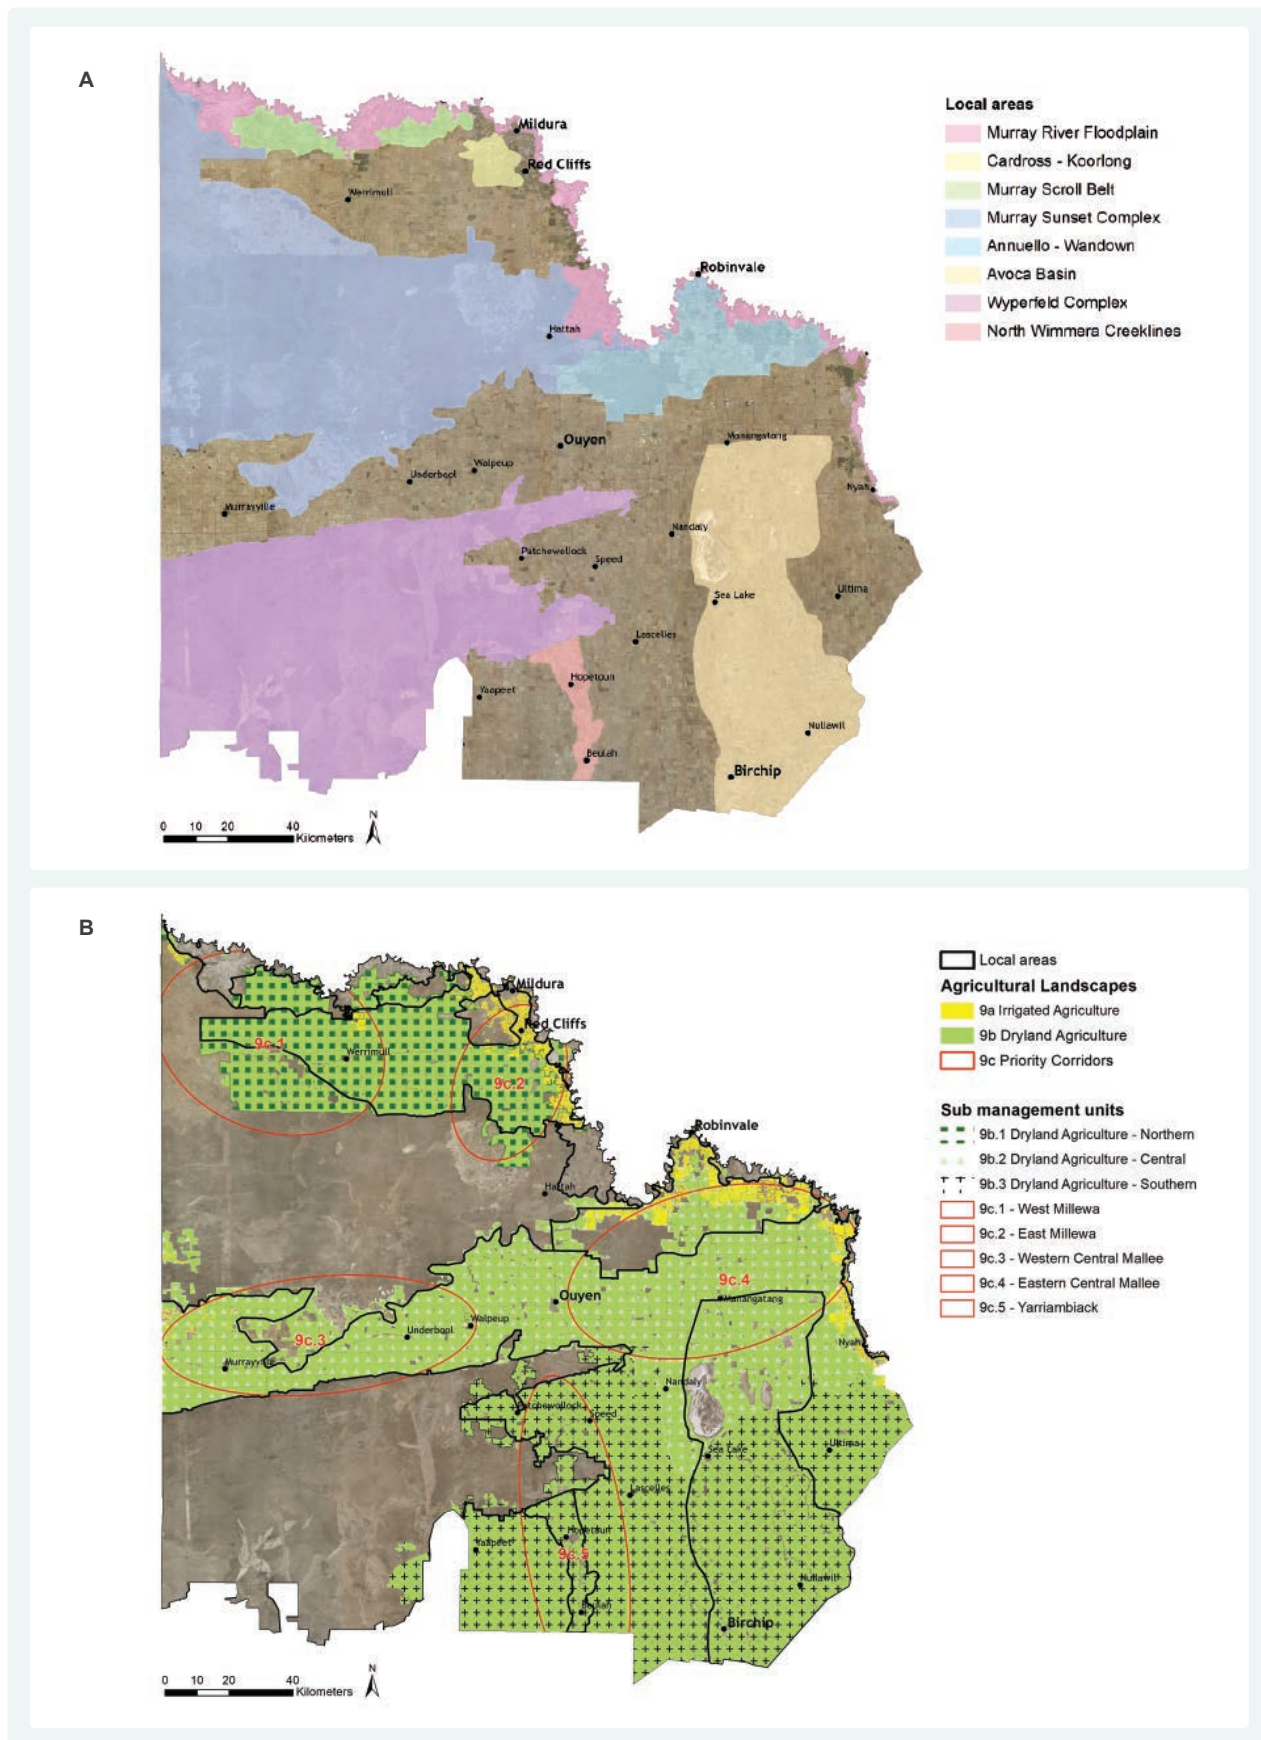 A
Local areas
Murray River Floodplain
Cardross - Koorlong
Murray Scroll Belt
Murray Sunset Complex
Annuello - Wandown
Avoca Basin
Wyperfeld Complex
North Wimmera Creeklines
Mildura
Red Cliffs
Werrimull
Robinvale
Hattah
Ouyen
Manangatang
Walpeup
Underbool
Nyah
Murrayville
Nandaly
Patchewollock
Speed
Sea Lake
Ultima
Lascelles
Hopetoun
Yaapeet
Nullawil
Beulah
Birchip
0 10 20 40
Kilometers
N
B
Local areas
Agricultural Landscapes
9a Irrigated Agriculture
9b Dryland Agriculture
9c Priority Corridors
Sub management units
9b.1 Dryland Agriculture - Northern
9b.2 Dryland Agriculture - Central
9b.3 Dryland Agriculture - Southern
9c.1 - West Millewa
9c.2 - East Millewa
9c.3 - Western Central Mallee
9c.4 - Eastern Central Mallee
9c.5 - Yarriambiack
Mildura
Red Cliffs
9c.1
Werrimull
9c.2
Robinvale
Hattah
9c.4
Ouyen
Manangatang
Walpeup
Underbool
9c.3
Nyah
Murrayville
Nandaly
Patchewollock
Speed
Ultima
Sea Lake
Lascelles
Hopetoun
Yaapeet
9c.5
Nullawil
Beulah
Birchip
0 10 20 40
Kilometers
N